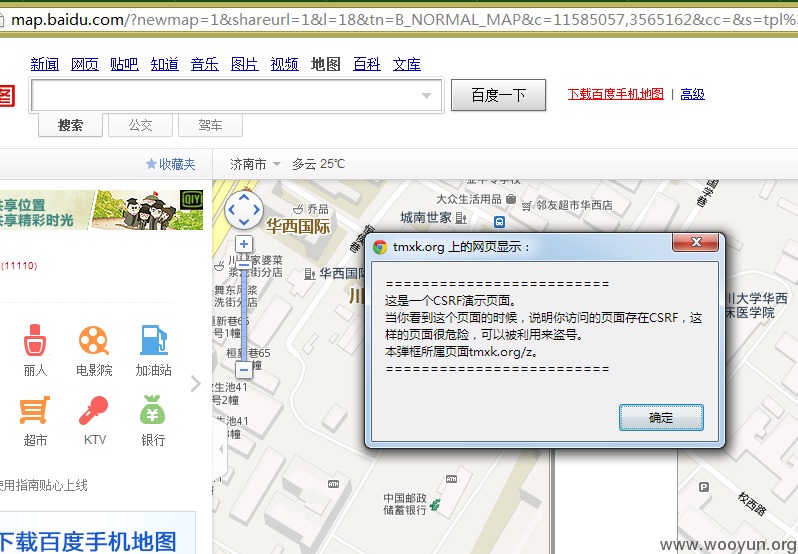 map.baidu.com/?newmap=1&shareurl=1&l=18&tn=B_NORMAL_MAP&c=11585057,3565162&cc=&s=tpl%
新闻 网页 贴吧 知道 音乐 图片 视频 地图 百科 文库
图
百度一下
下载百度手机地图 | 高级
搜索 公交 驾车
收藏夹
济南市 多云 25℃
共享位置
共享精彩时光
QIYI
(11110)
丽人 电影院 加油站
超市 KTV 银行
使用指南贴心上线
下载百度手机地图
大众生活用品
邻友超市华西店
城南世家
乔品
华西国际
华西国际
川
川大学华西
床医学院
中国邮政
储蓄银行
校西路
tmxk.org 上的网页显示：
=========================
这是一个CSRF演示页面。
当你看到这个页面的时候，说明你访问的页面存在CSRF，这
样的页面很危险，可以被利用来盗号。
本弹框所属页面tmxk.org/z。
=========================
确定
www.wooyun.org